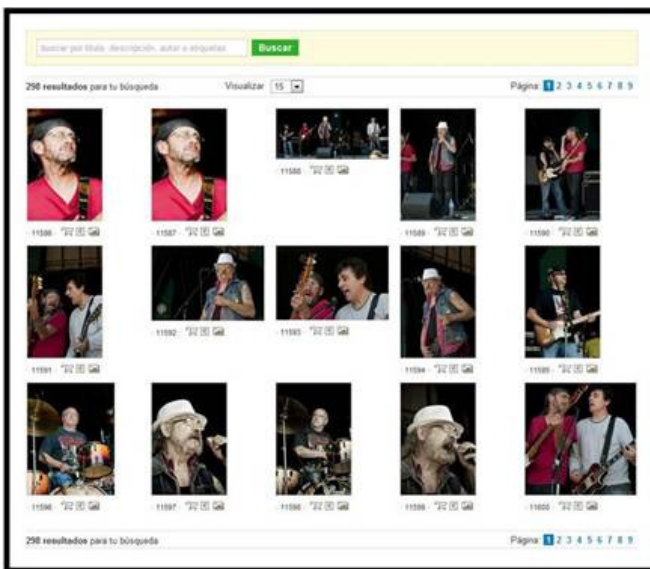 buscar por título, descripción, autor o etiquetas Buscar
298 resultados para tu búsqueda Visualizar 15 Página: 1 2 3 4 5 6 7 8 9
11586 11587 11588 11589 11590
11591 11592 11593 11594 11595
11596 11597 11598 11599 11600
298 resultados para tu búsqueda Página: 1 2 3 4 5 6 7 8 9